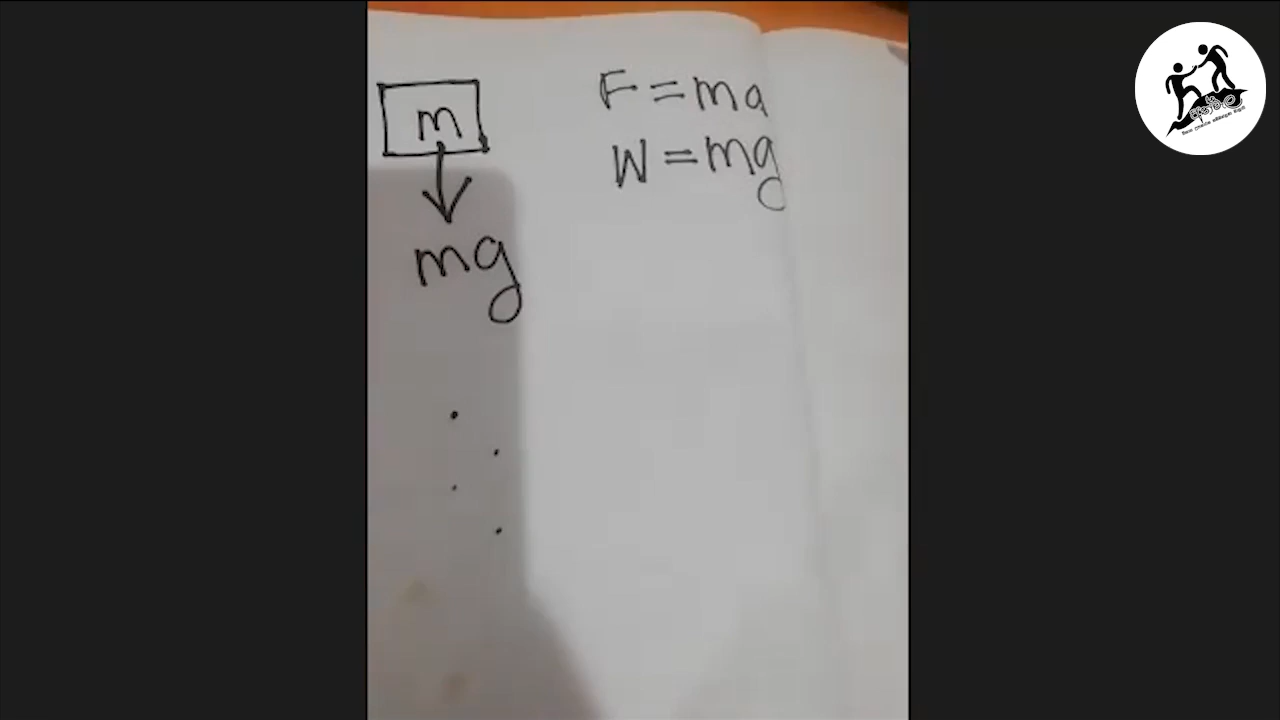 m
F = ma
W = mg
mg